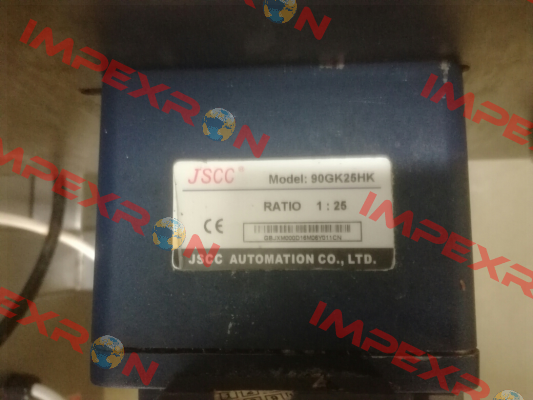 JSCC® Model: 90GK25HK
RATIO 1 : 25
CE
JSCC AUTOMATION CO., LTD.
IMPEXRON
IMPEXRON
IMPEXRON
IMPEXRON